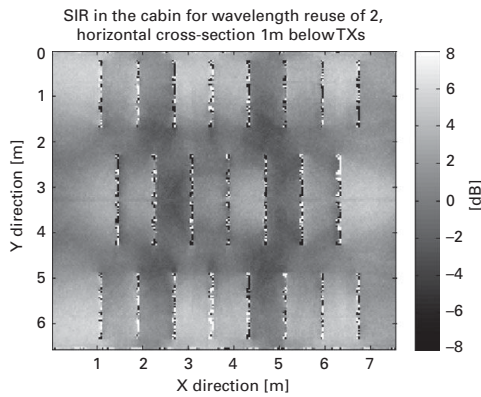 SIR in the cabin for wavelength reuse of 2,
horizontal cross-section 1m belowTXs
0
1
2
3
4
5
6
Y direction [m]
1 2 3 4 5 6 7
X direction [m]
8
6
4
2
0
−2
−4
−6
−8
[dB]